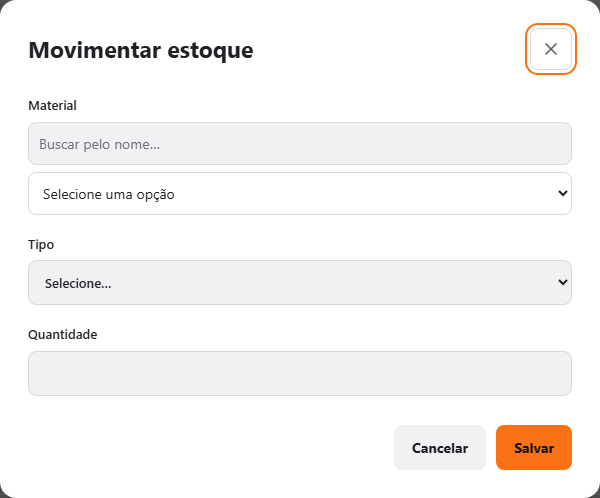 Movimentar estoque
Material
Buscar pelo nome...
Selecione uma opção
Tipo
Selecione...
Quantidade
Cancelar
Salvar